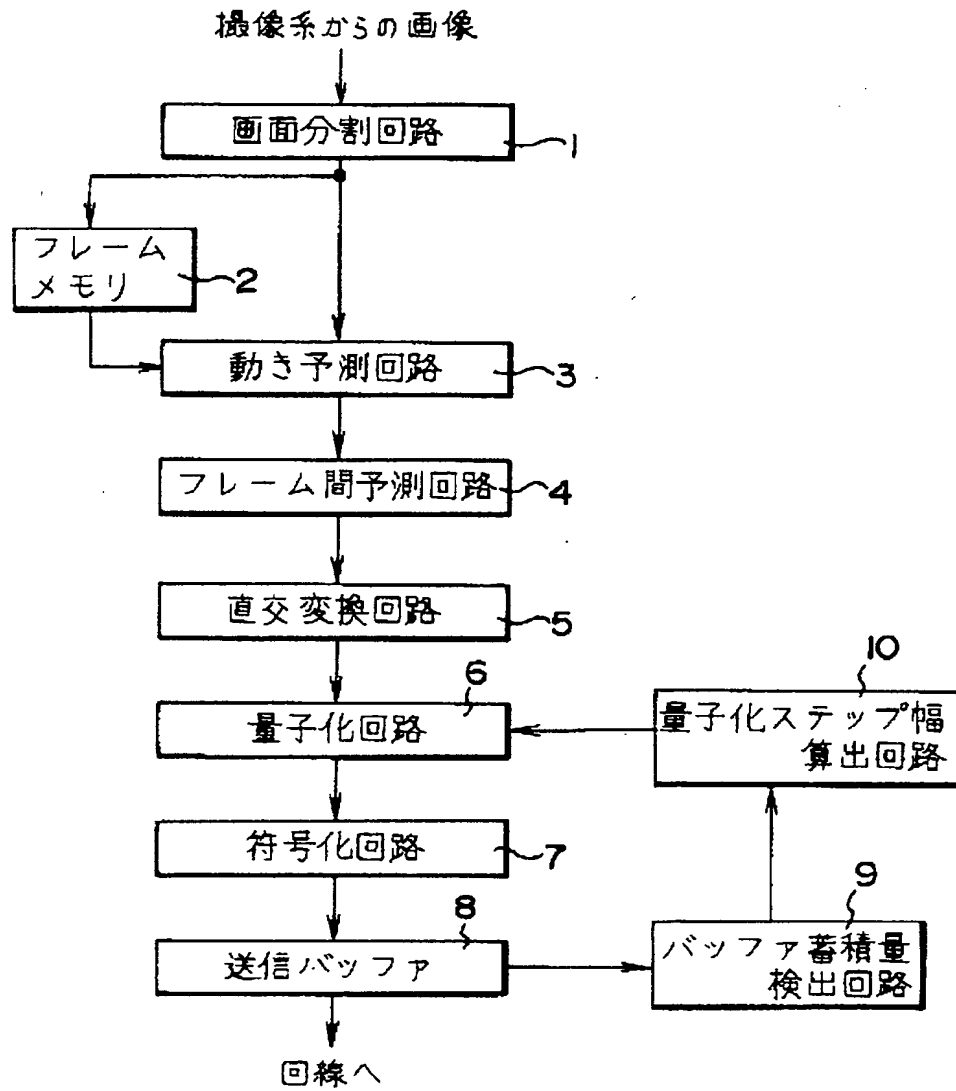 撮像系からの画像
画面分割回路
1
フレーム
メモリ
2
動き予測回路
3
フレーム間予測回路
4
直交変換回路
5
6
量子化回路
10
量子化ステップ幅
算出回路
符号化回路
7
8
送信バッファ
9
バッファ蓄積量
検出回路
回線へ